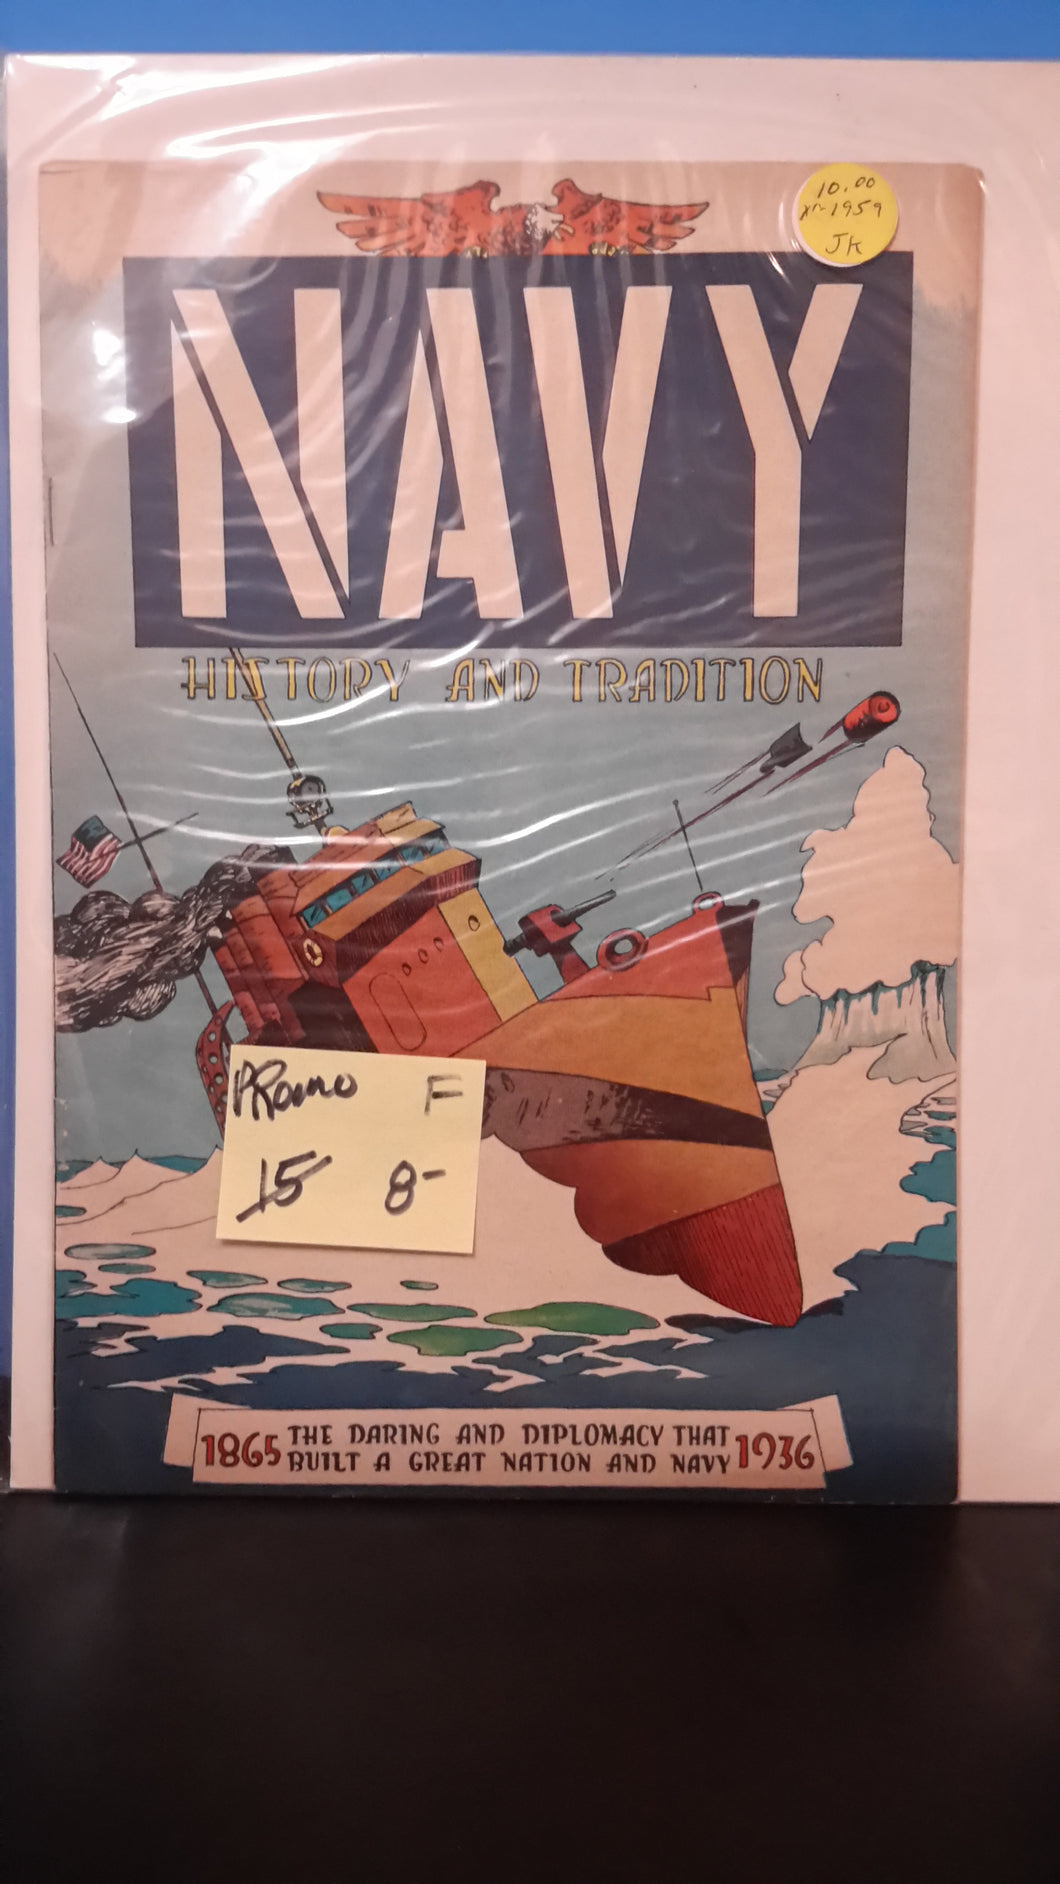 10.00
1959
JK
NAVY
HISTORY AND TRADITION
PROMO F
15 8-
1865 THE DARING AND DIPLOMACY THAT 1936
BUILT A GREAT NATION AND NAVY